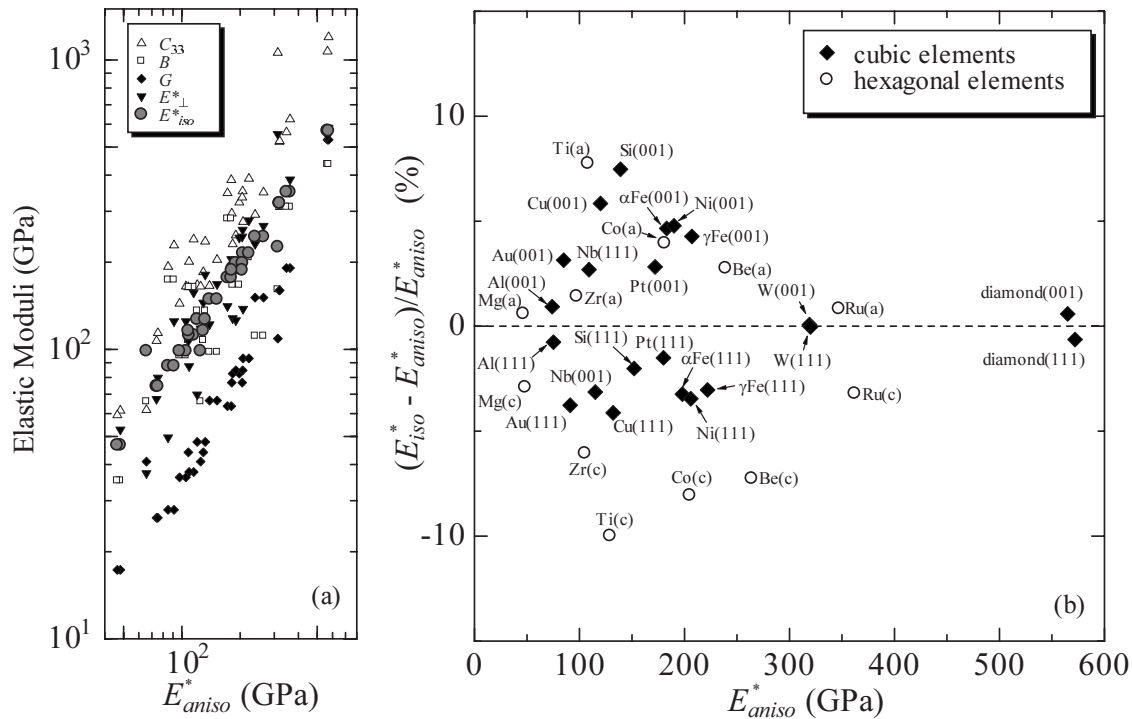 10³
10²
10¹
Elastic Moduli (GPa)
C₃₃
B
G
E*⊥
E*iso
(a)
10²
E*aniso (GPa)
(E*iso - E*aniso)/E*aniso (%)
10
0
-10
cubic elements
hexagonal elements
Ti(a)
Si(001)
Cu(001)
αFe(001)
Ni(001)
Co(a)
γFe(001)
Au(001)
Nb(111)
Pt(001)
Be(a)
Al(001)
Mg(a)
Zr(a)
W(001)
Ru(a)
diamond(001)
Si(111)
Pt(111)
αFe(111)
W(111)
diamond(111)
Al(111)
Nb(001)
γFe(111)
Mg(c)
Ru(c)
Au(111)
Cu(111)
Ni(111)
Zr(c)
Co(c)
Be(c)
Ti(c)
(b)
0 100 200 300 400 500 600
E*aniso (GPa)